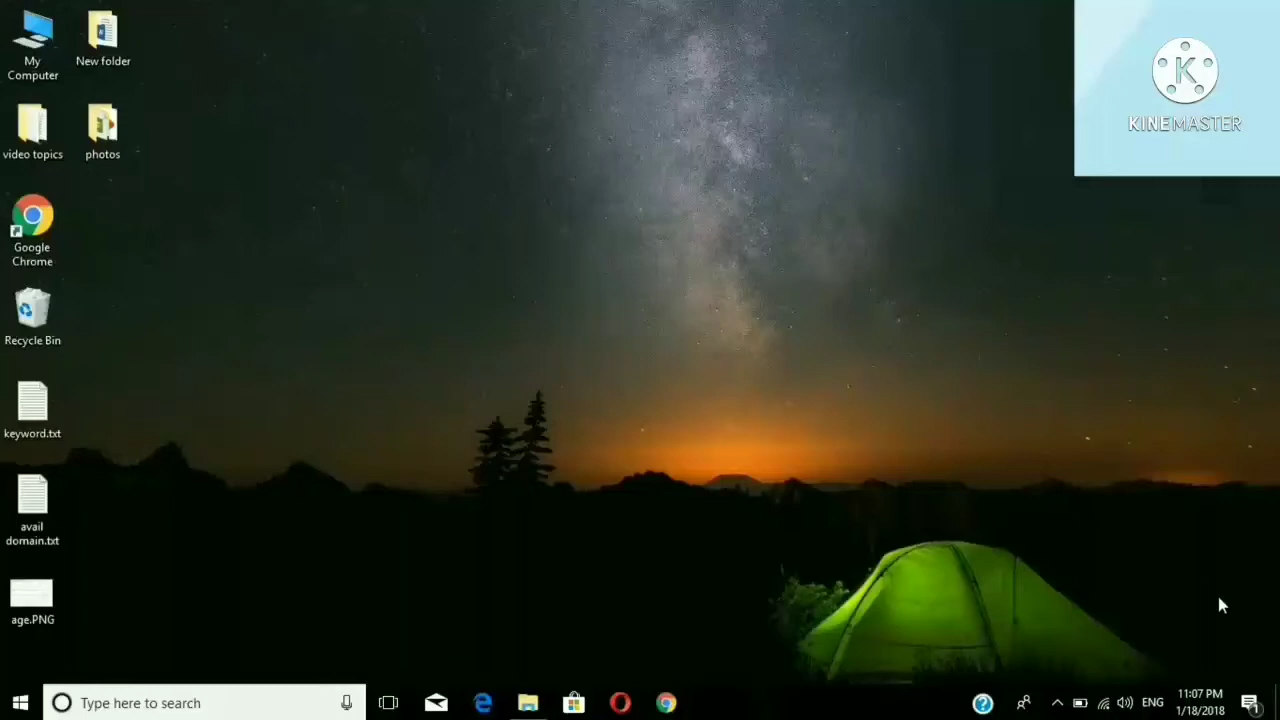 My
Computer
New folder
video topics
photos
Google
Chrome
Recycle Bin
keyword.txt
avail
domain.txt
age.PNG
K
KINEMASTER
Type here to search
?
ENG
11:07 PM
1/18/2018
1